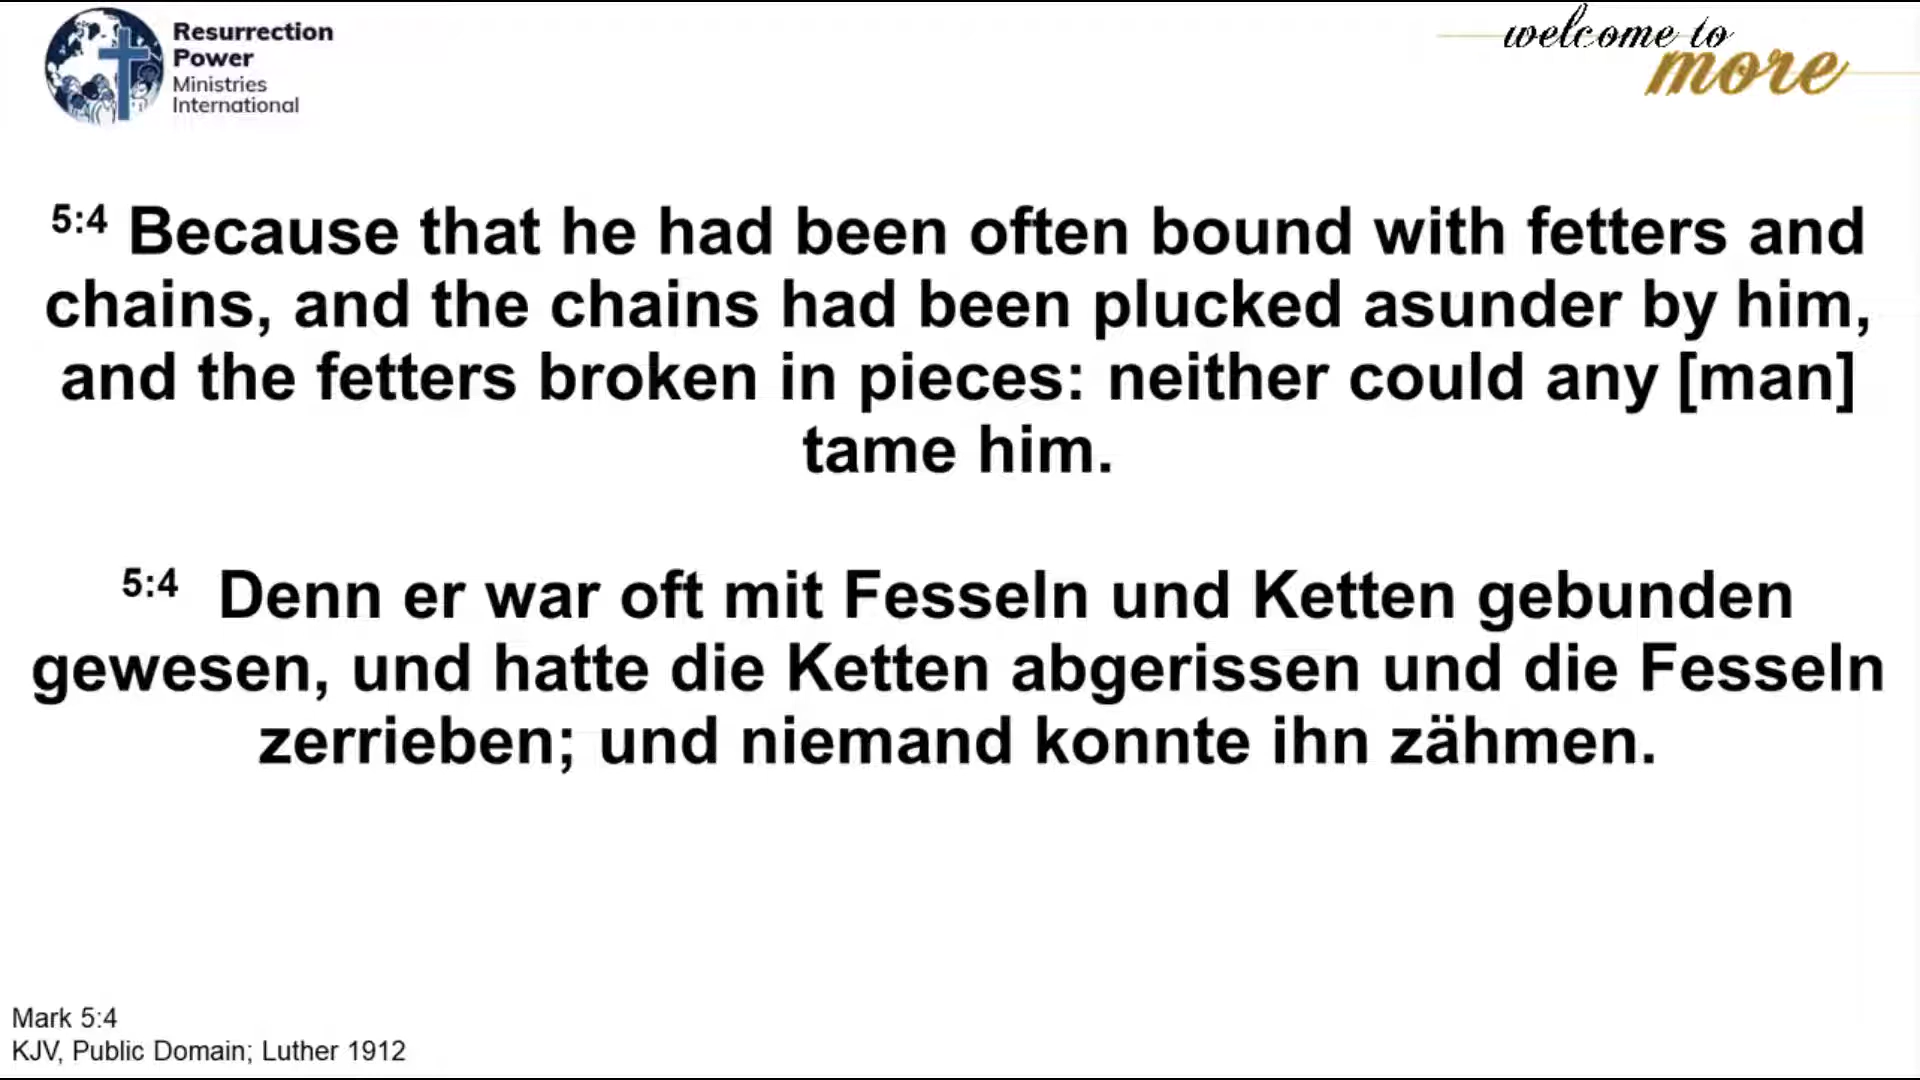 Resurrection
Power
Ministries
International
welcome to
more
5:4 Because that he had been often bound with fetters and
chains, and the chains had been plucked asunder by him,
and the fetters broken in pieces: neither could any [man]
tame him.
5:4 Denn er war oft mit Fesseln und Ketten gebunden
gewesen, und hatte die Ketten abgerissen und die Fesseln
zerrieben; und niemand konnte ihn zähmen.
Mark 5:4
KJV, Public Domain; Luther 1912